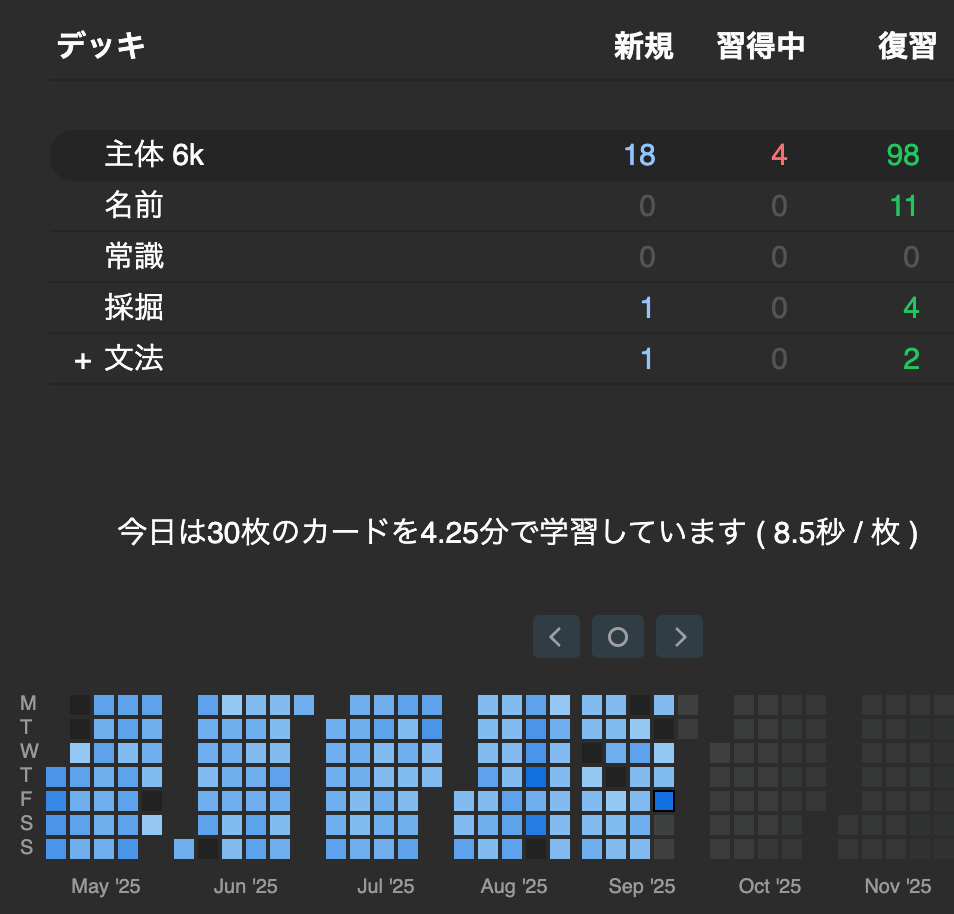 デッキ 新規 習得中 復習
主体 6k 18 4 98
名前 0 0 11
常識 0 0 0
採掘 1 0 4
+ 文法 1 0 2
今日は30枚のカードを4.25分で学習しています ( 8.5秒 / 枚 )
M
T
W
T
F
S
S
May '25 Jun '25 Jul '25 Aug '25 Sep '25 Oct '25 Nov '25